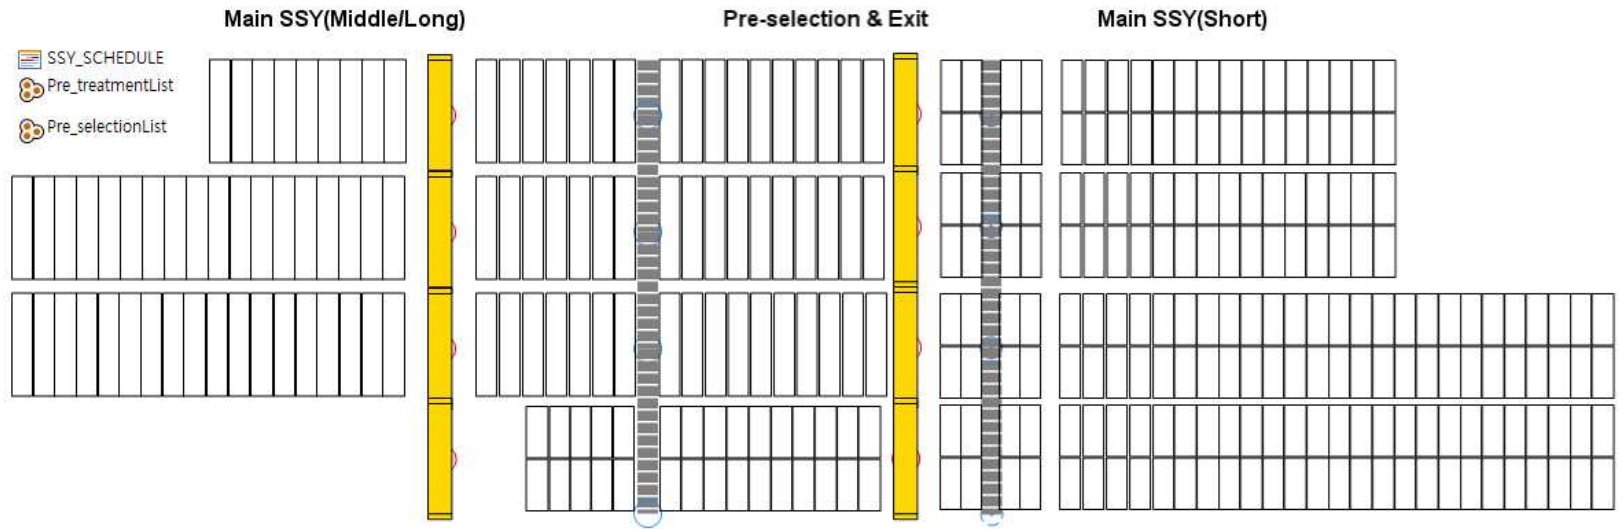 Main SSY(Middle/Long)
Pre-selection & Exit
Main SSY(Short)
SSY_SCHEDULE
Pre_treatmentList
Pre_selectionList